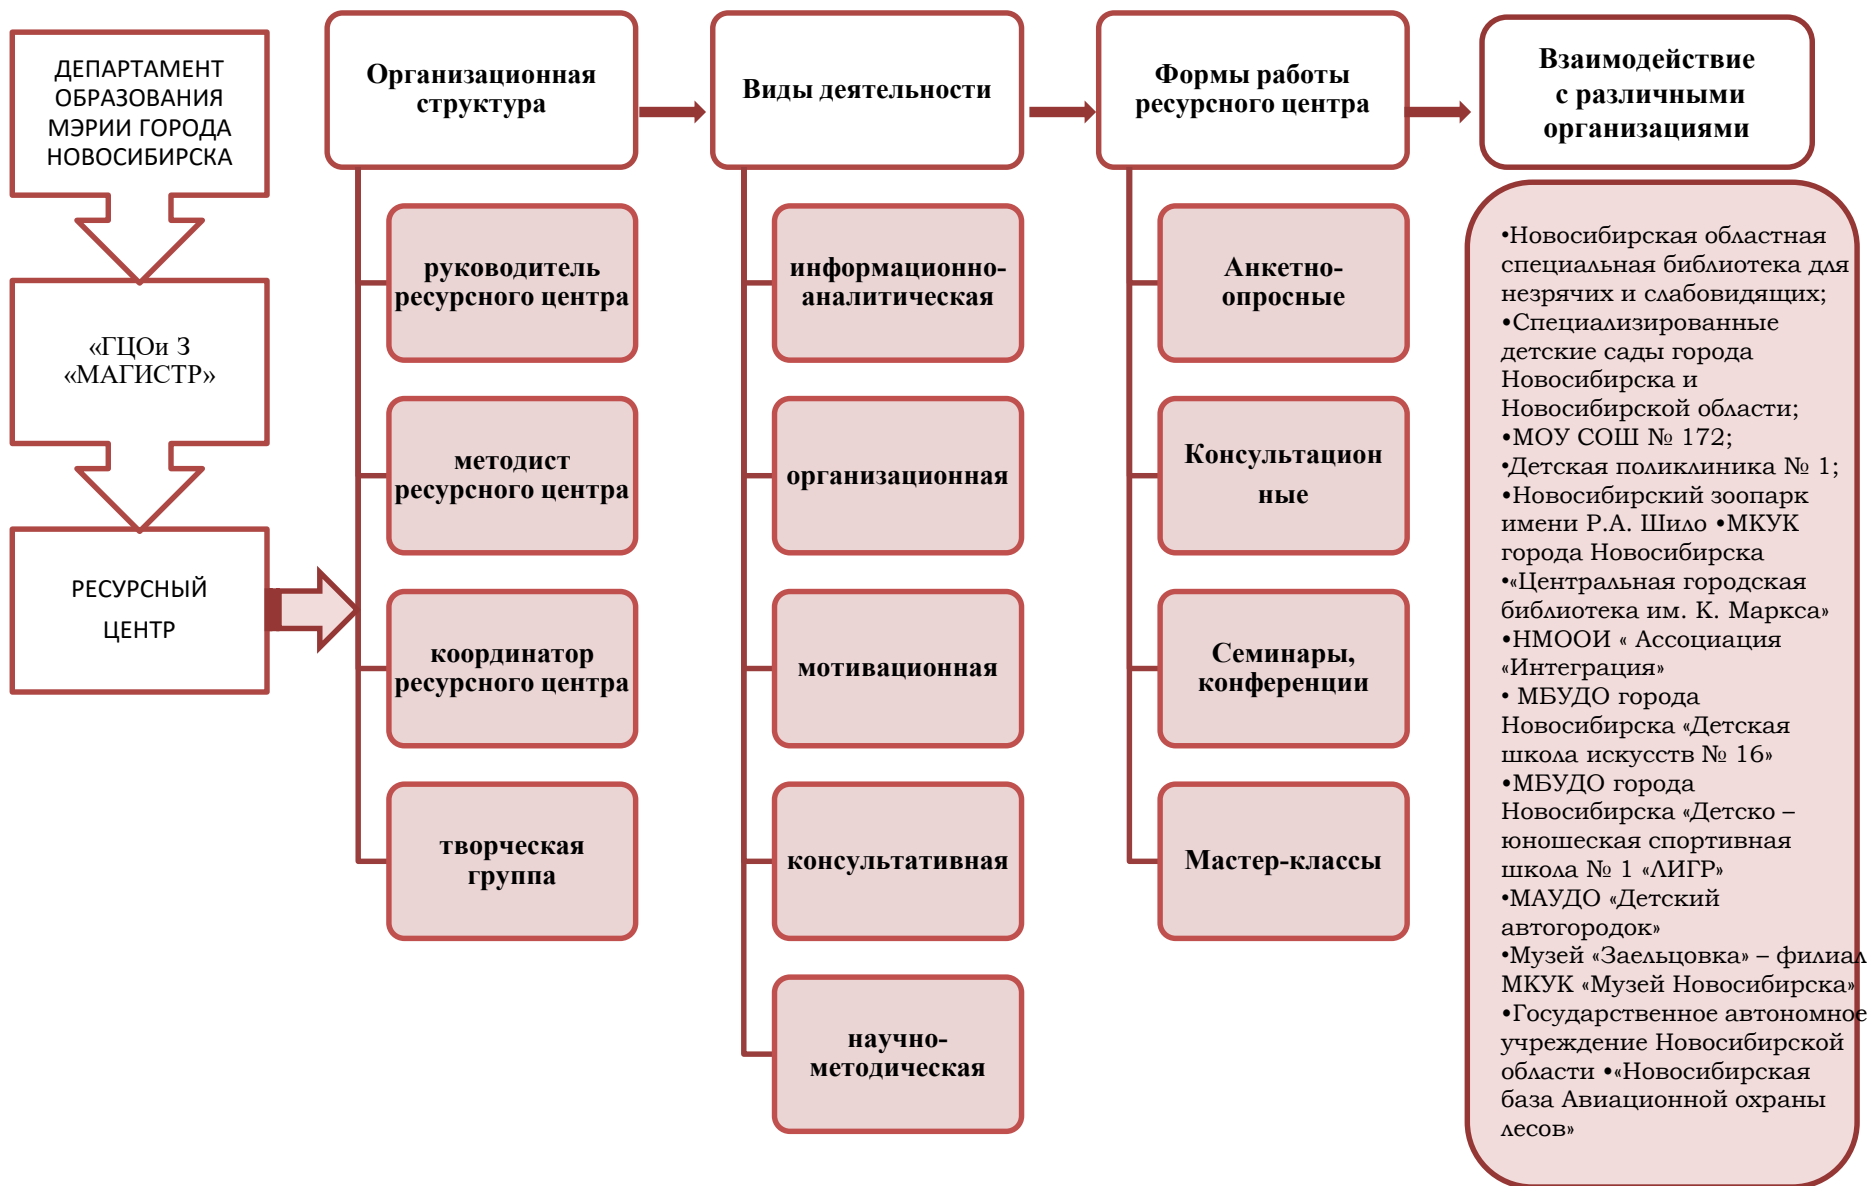 ДЕПАРТАМЕНТ
ОБРАЗОВАНИЯ
МЭРИИ ГОРОДА
НОВОСИБИРСКА
«ГЦОи З
«МАГИСТР»
РЕСУРСНЫЙ
ЦЕНТР
Организационная
структура
руководитель
ресурсного центра
методист
ресурсного центра
координатор
ресурсного центра
творческая
группа
Виды деятельности
информационно-
аналитическая
организационная
мотивационная
консультативная
научно-
методическая
Формы работы
ресурсного центра
Анкетно-
опросные
Консультацион
ные
Семинары,
конференции
Мастер-классы
Взаимодействие
с различными
организациями
•Новосибирская областная
специальная библиотека для
незрячих и слабовидящих;
•Специализированные
детские сады города
Новосибирска и
Новосибирской области;
•МОУ СОШ № 172;
•Детская поликлиника № 1;
•Новосибирский зоопарк
имени Р.А. Шило •МКУК
города Новосибирска
•«Центральная городская
библиотека им. К. Маркса»
•НМООИ « Ассоциация
«Интеграция»
• МБУДО города
Новосибирска «Детская
школа искусств № 16»
•МБУДО города
Новосибирска «Детско –
юношеская спортивная
школа № 1 «ЛИГР»
•МАУДО «Детский
автогородок»
•Музей «Заельцовка» – филиал
МКУК «Музей Новосибирска»
•Государственное автономное
учреждение Новосибирской
области •«Новосибирская
база Авиационной охраны
лесов»